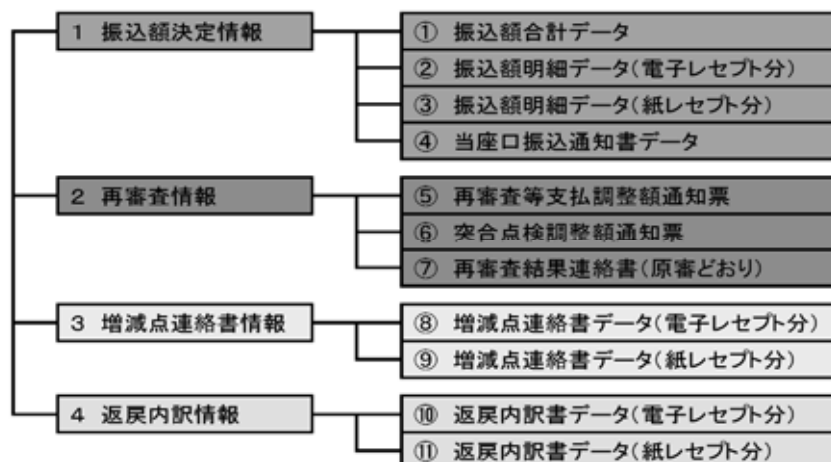 1 振込額決定情報
① 振込額合計データ
② 振込額明細データ(電子レセプト分)
③ 振込額明細データ(紙レセプト分)
④ 当座口振込通知書データ
2 再審査情報
⑤ 再審査等支払調整額通知票
⑥ 突合点検調整額通知票
⑦ 再審査結果連絡書(原審どおり)
3 増減点連絡書情報
⑧ 増減点連絡書データ(電子レセプト分)
⑨ 増減点連絡書データ(紙レセプト分)
4 返戻内訳情報
⑩ 返戻内訳書データ(電子レセプト分)
⑪ 返戻内訳書データ(紙レセプト分)